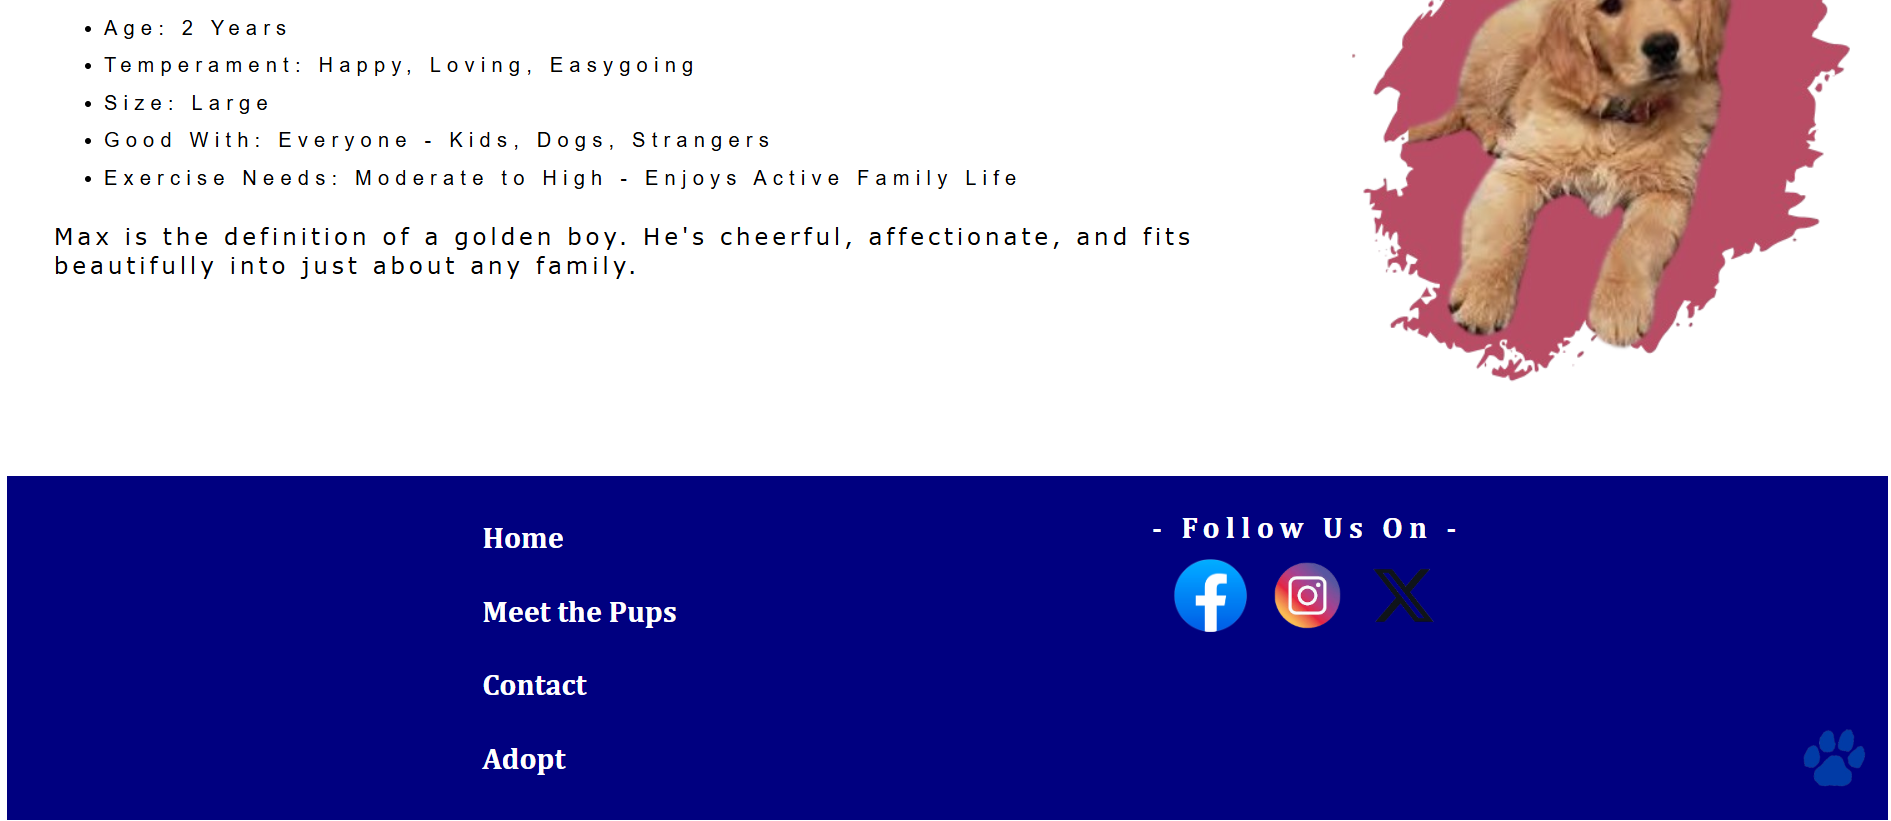 Age: 2 Years
Temperament: Happy, Loving, Easygoing
Size: Large
Good With: Everyone - Kids, Dogs, Strangers
Exercise Needs: Moderate to High - Enjoys Active Family Life
Max is the definition of a golden boy. He's cheerful, affectionate, and fits
beautifully into just about any family.
Home
Meet the Pups
Contact
Adopt
- Follow Us On -